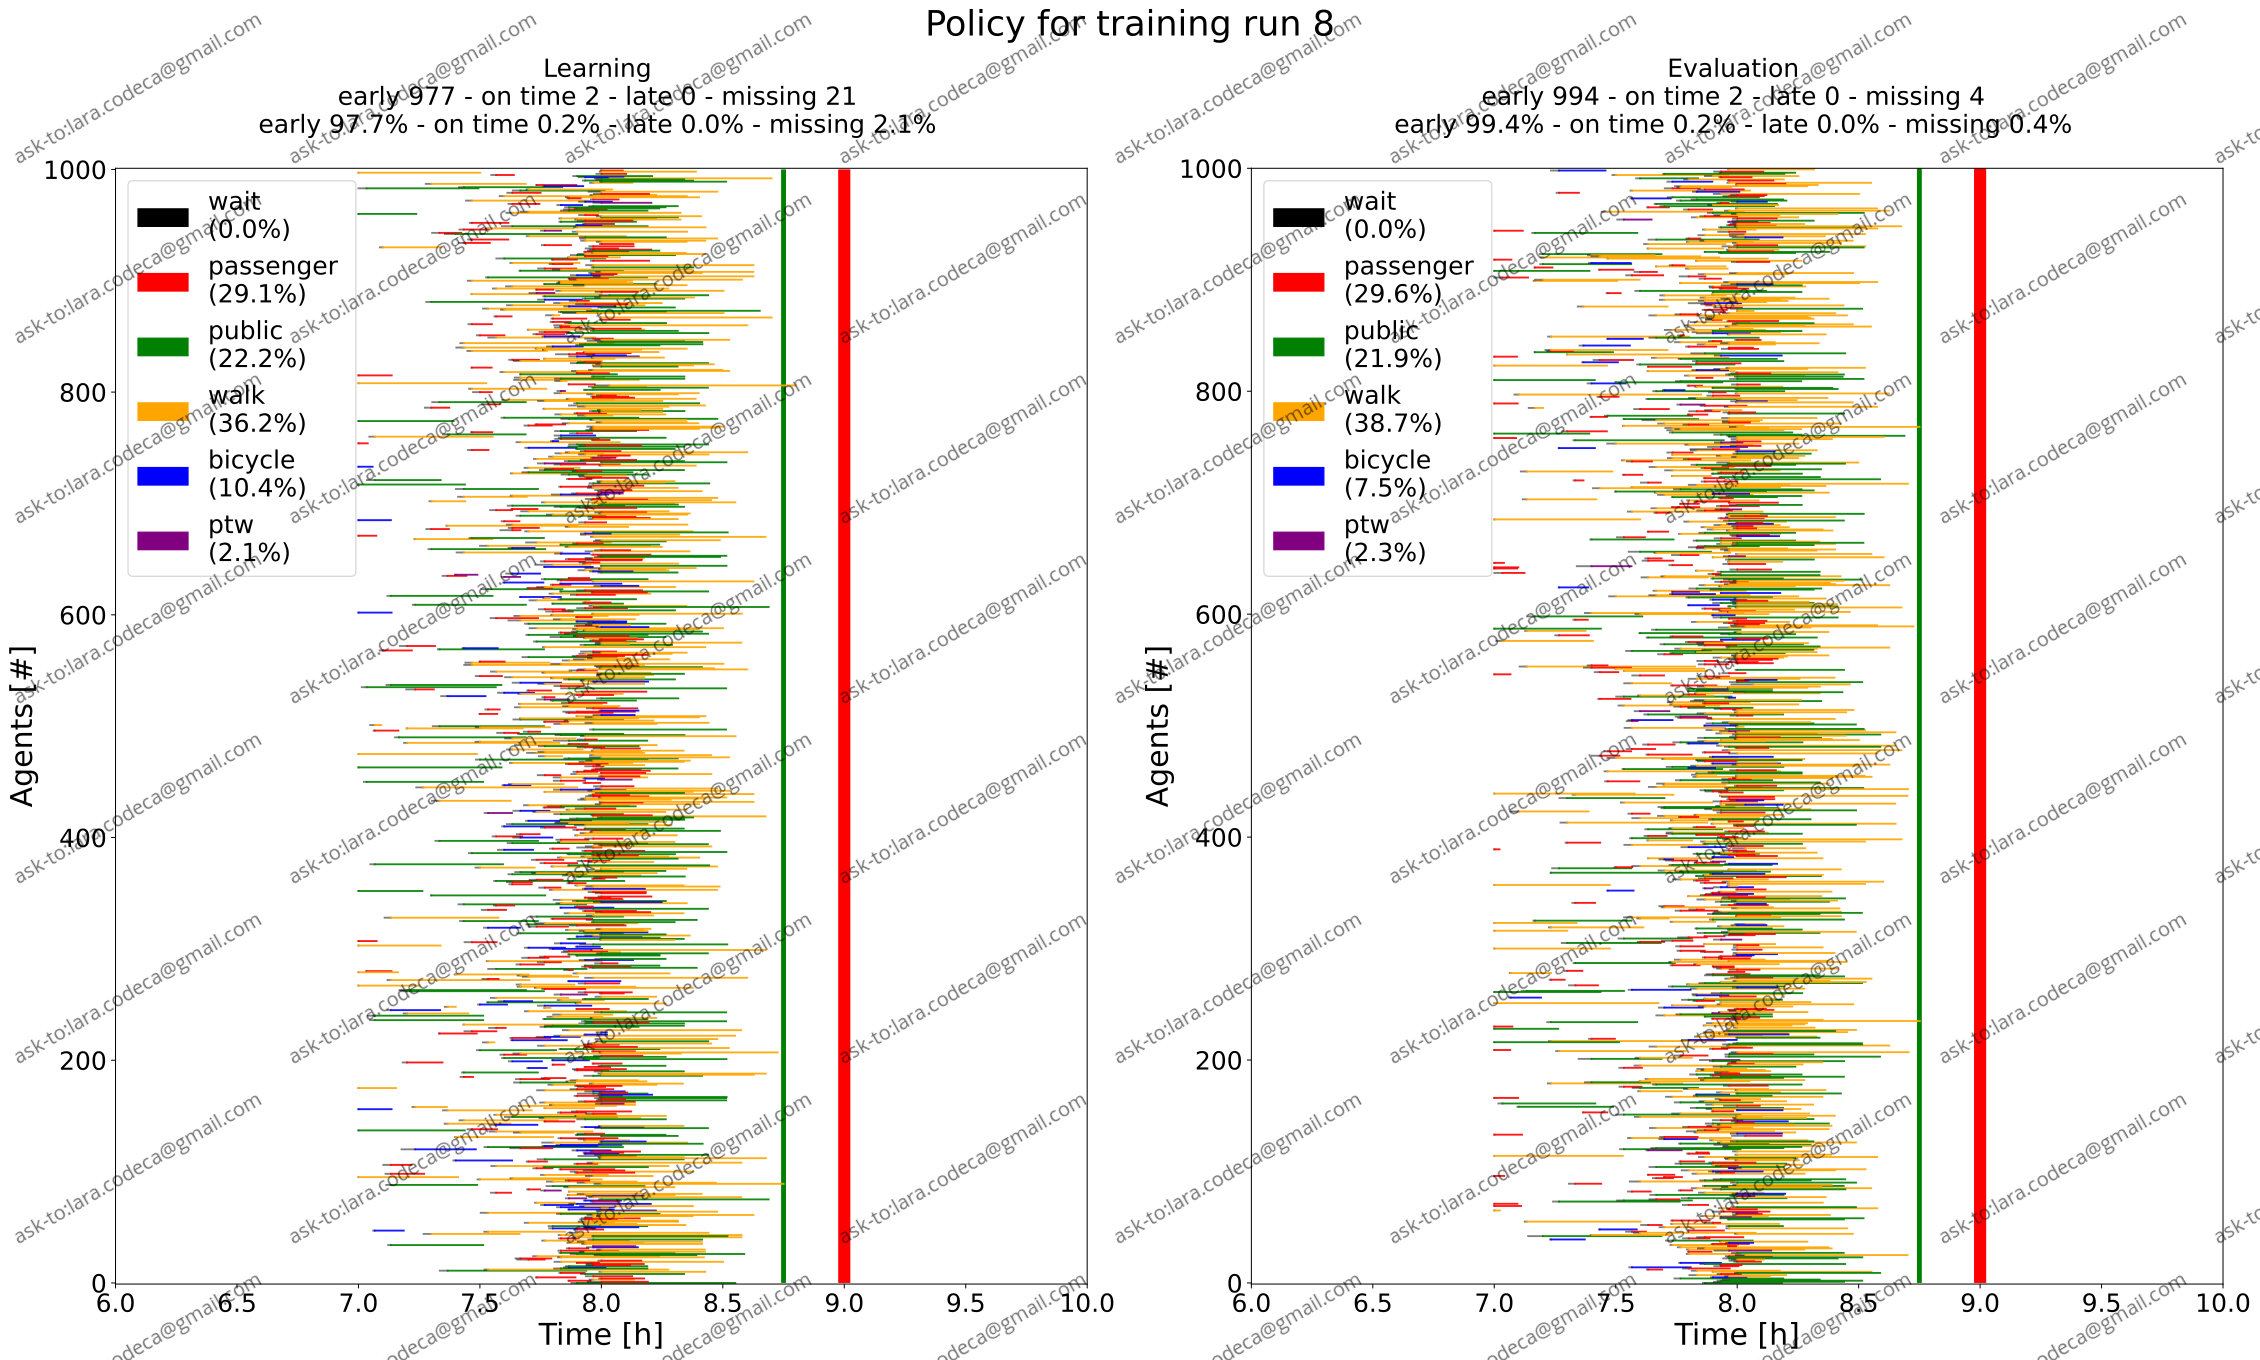 Policy for training run 8
Learning
early 977 - on time 2 - late 0 - missing 21
early 97.7% - on time 0.2% - late 0.0% - missing 2.1%
1000
800
600
400
200
0
Agents [#]
wait
(0.0%)
passenger
(29.1%)
public
(22.2%)
walk
(36.2%)
bicycle
(10.4%)
ptw
(2.1%)
6.0 6.5 7.0 7.5 8.0 8.5 9.0 9.5 10.0
Time [h]
Evaluation
early 994 - on time 2 - late 0 - missing 4
early 99.4% - on time 0.2% - late 0.0% - missing 0.4%
1000
800
600
400
200
0
Agents [#]
wait
(0.0%)
passenger
(29.6%)
public
(21.9%)
walk
(38.7%)
bicycle
(7.5%)
ptw
(2.3%)
6.0 6.5 7.0 7.5 8.0 8.5 9.0 9.5 10.0
Time [h]
ask-to:lara.codeca@gmail.com